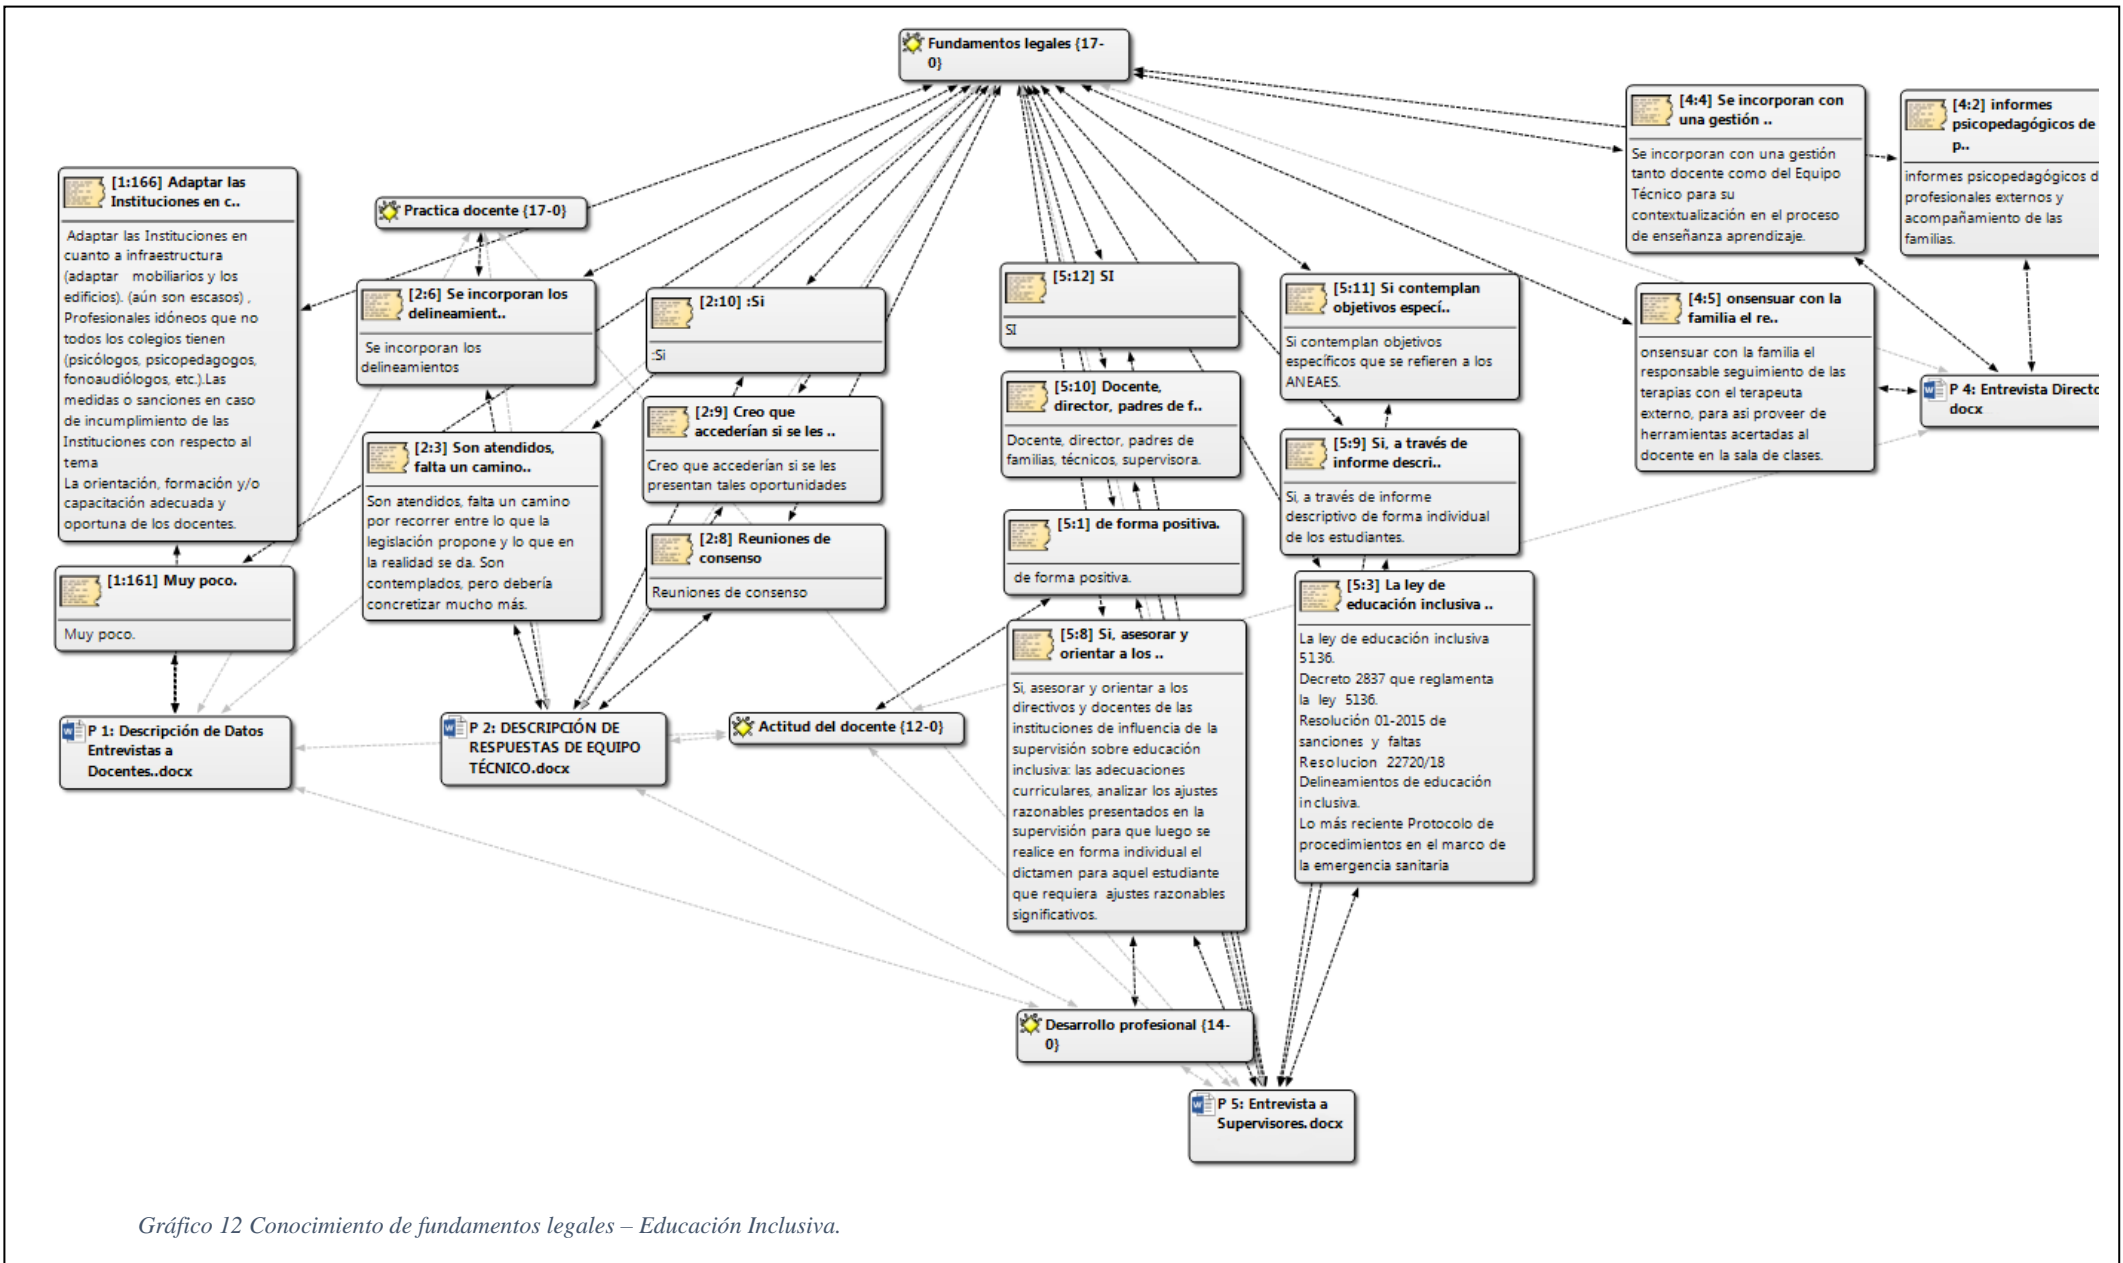 Fundamentos legales {17-
0}
[4:4] Se incorporan con
una gestión ..
Se incorporan con una gestión
tanto docente como del Equipo
Técnico para su
contextualización en el proceso
de enseñanza aprendizaje.
[4:2] informes
psicopedagógicos de
p..
informes psicopedagógicos d
profesionales externos y
acompañamiento de las
familias.
[1:166] Adaptar las
Instituciones en c..
Adaptar las Instituciones en
cuanto a infraestructura
(adaptar mobiliarios y los
edificios). (aún son escasos) ,
Profesionales idóneos que no
todos los colegios tienen
(psicólogos, psicopedagogos,
fonoaudiólogos, etc.).Las
medidas o sanciones en caso
de incumplimiento de las
Instituciones con respecto al
tema
La orientación, formación y/o
capacitación adecuada y
oportuna de los docentes.
Practica docente {17-0}
[2:6] Se incorporan los
delineamient..
Se incorporan los
delineamientos
[2:10] :Si
:Si
[5:12] SI
SI
[5:11] Si contemplan
objetivos especí..
Si contemplan objetivos
específicos que se refieren a los
ANEAES.
[4:5] onsensuar con la
familia el re..
onsensuar con la familia el
responsable seguimiento de las
terapias con el terapeuta
externo, para asi proveer de
herramientas acertadas al
docente en la sala de clases.
P 4: Entrevista Directo
docx
[2:3] Son atendidos,
falta un camino..
Son atendidos, falta un camino
por recorrer entre lo que la
legislación propone y lo que en
la realidad se da. Son
contemplados, pero debería
concretizar mucho más.
[2:9] Creo que
accederían si se les ..
Creo que accederían si se les
presentan tales oportunidades
[5:10] Docente,
director, padres de f..
Docente, director, padres de
familias, técnicos, supervisora.
[5:9] Si, a través de
informe descri..
Si, a través de informe
descriptivo de forma individual
de los estudiantes.
[2:8] Reuniones de
consenso
Reuniones de consenso
[5:1] de forma positiva.
de forma positiva.
[1:161] Muy poco.
Muy poco.
[5:3] La ley de
educación inclusiva ..
La ley de educación inclusiva
5136.
Decreto 2837 que reglamenta
la ley 5136.
Resolución 01-2015 de
sanciones y faltas
Resolucion 22720/18
Delineamientos de educación
inclusiva.
Lo más reciente Protocolo de
procedimientos en el marco de
la emergencia sanitaria
[5:8] Si, asesorar y
orientar a los ..
Si, asesorar y orientar a los
directivos y docentes de las
instituciones de influencia de la
supervisión sobre educación
inclusiva: las adecuaciones
curriculares, analizar los ajustes
razonables presentados en la
supervisión para que luego se
realice en forma individual el
dictamen para aquel estudiante
que requiera ajustes razonables
significativos.
P 1: Descripción de Datos
Entrevistas a
Docentes..docx
P 2: DESCRIPCIÓN DE
RESPUESTAS DE EQUIPO
TÉCNICO.docx
Actitud del docente {12-0}
Desarrollo profesional {14-
0}
P 5: Entrevista a
Supervisores.docx
Gráfico 12 Conocimiento de fundamentos legales – Educación Inclusiva.